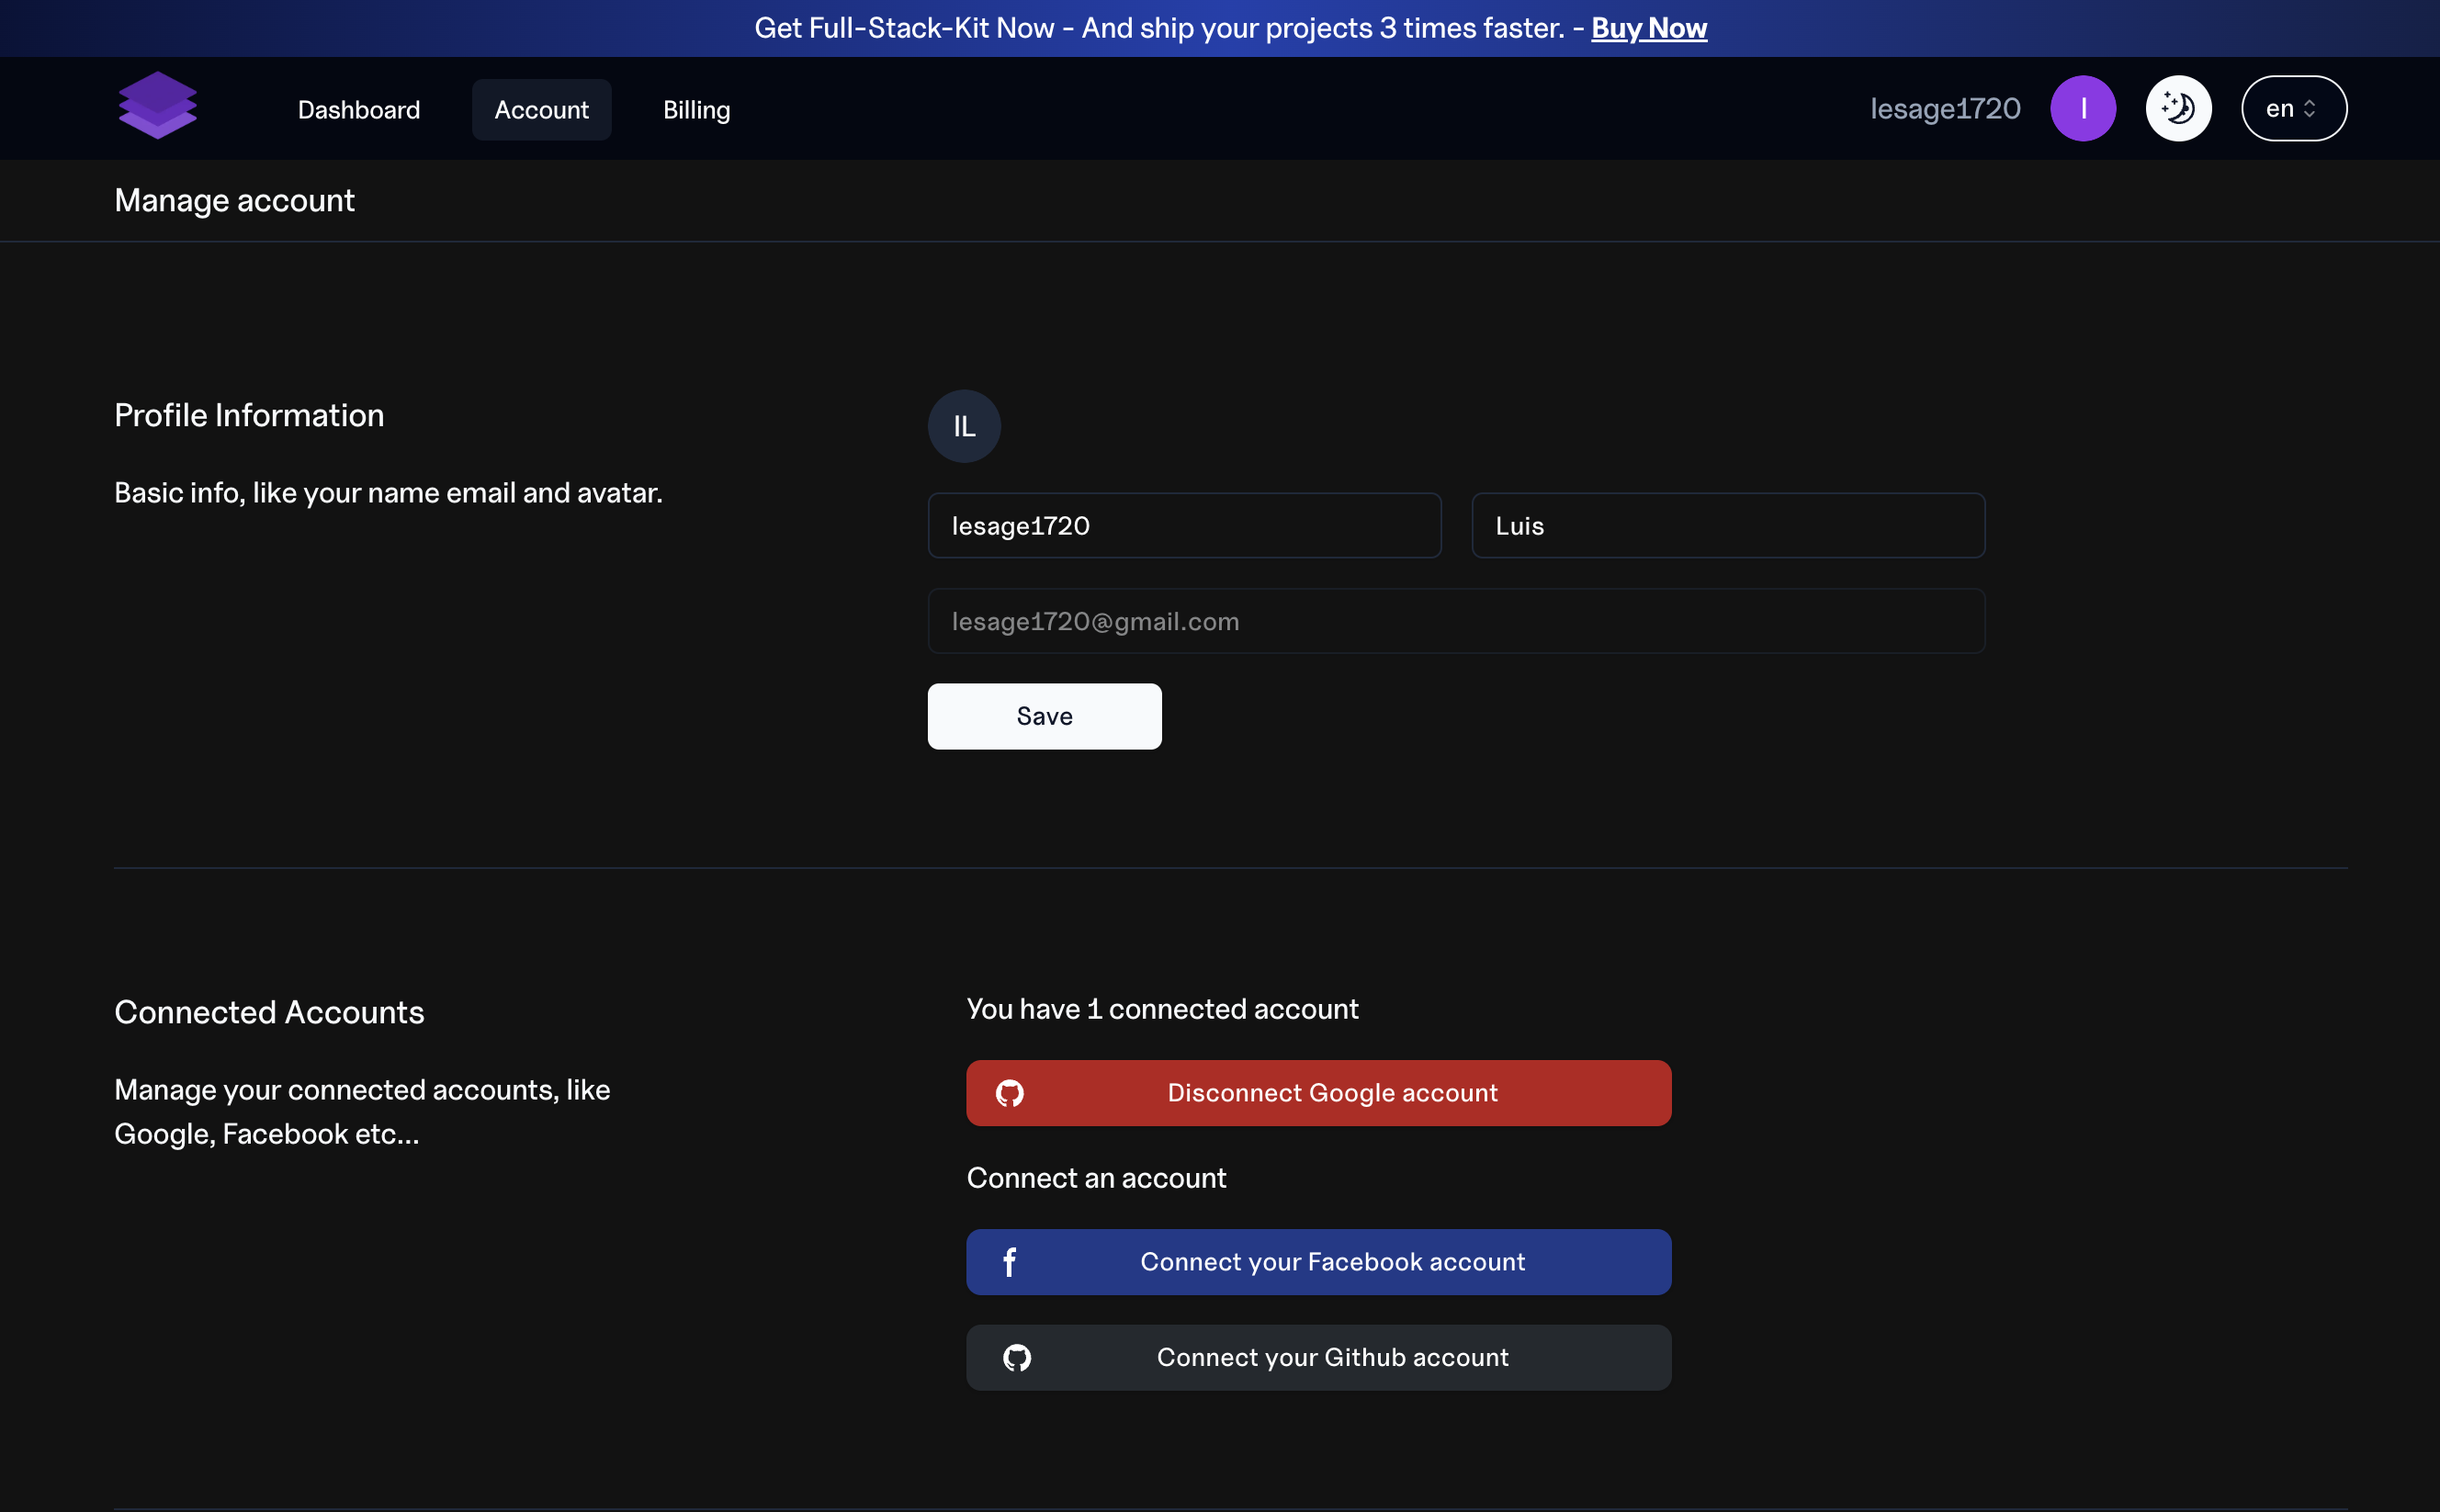 Get Full-Stack-Kit Now - And ship your projects 3 times faster. - Buy Now
Dashboard
Account
Billing
lesage1720
l
en
Manage account
Profile Information
Basic info, like your name email and avatar.
lL
lesage1720
Luis
lesage1720@gmail.com
Save
Connected Accounts
Manage your connected accounts, like
Google, Facebook etc...
You have 1 connected account
Disconnect Google account
Connect an account
Connect your Facebook account
Connect your Github account